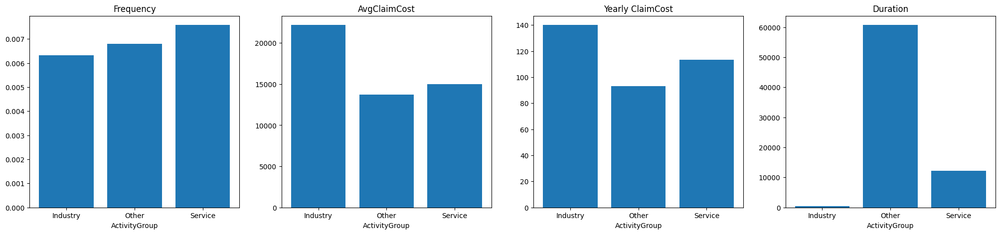 Frequency
0.007
0.006
0.005
0.004
0.003
0.002
0.001
0.000
Industry Other Service
ActivityGroup
AvgClaimCost
20000
15000
10000
5000
0
Industry Other Service
ActivityGroup
Yearly ClaimCost
140
120
100
80
60
40
20
0
Industry Other Service
ActivityGroup
Duration
60000
50000
40000
30000
20000
10000
0
Industry Other Service
ActivityGroup